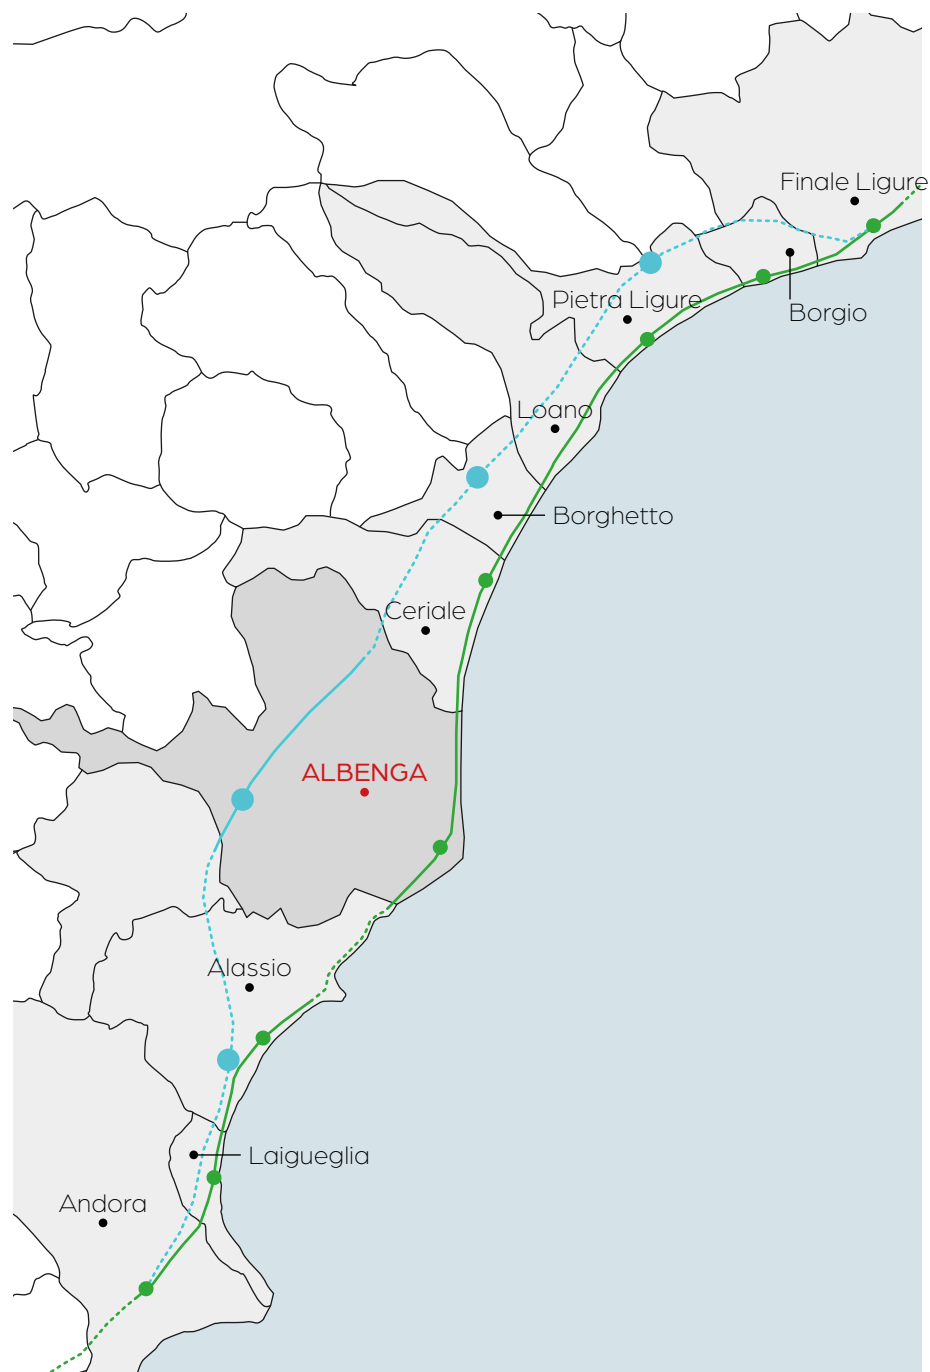 Finale Ligure
Pietra Ligure
Borgio
Loano
Borghetto
Ceriale
ALBENGA
Alassio
Laigueglia
Andora